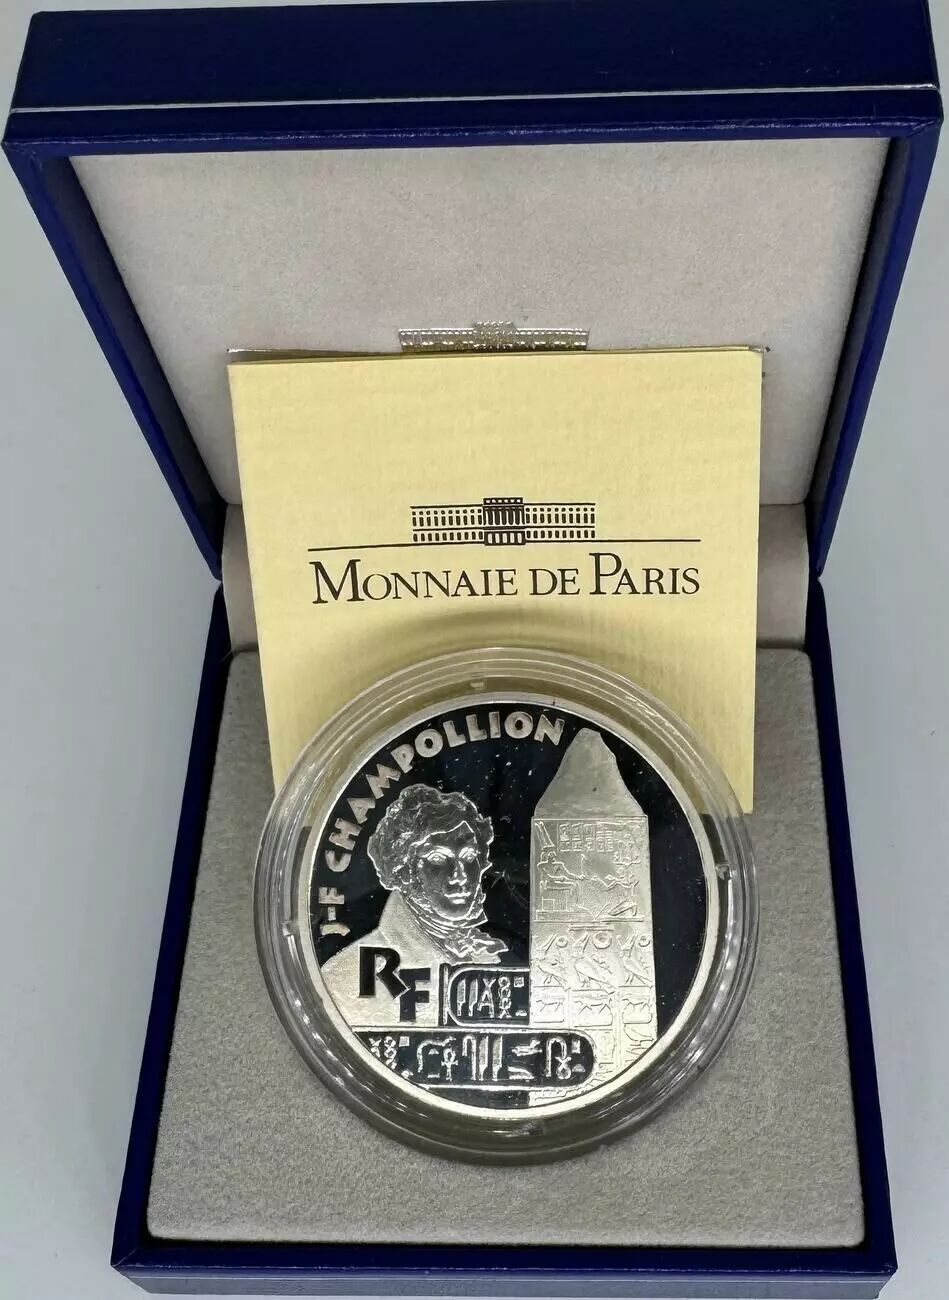 MONNAIE DE PARIS
J-F CHAMPOLLION
RF